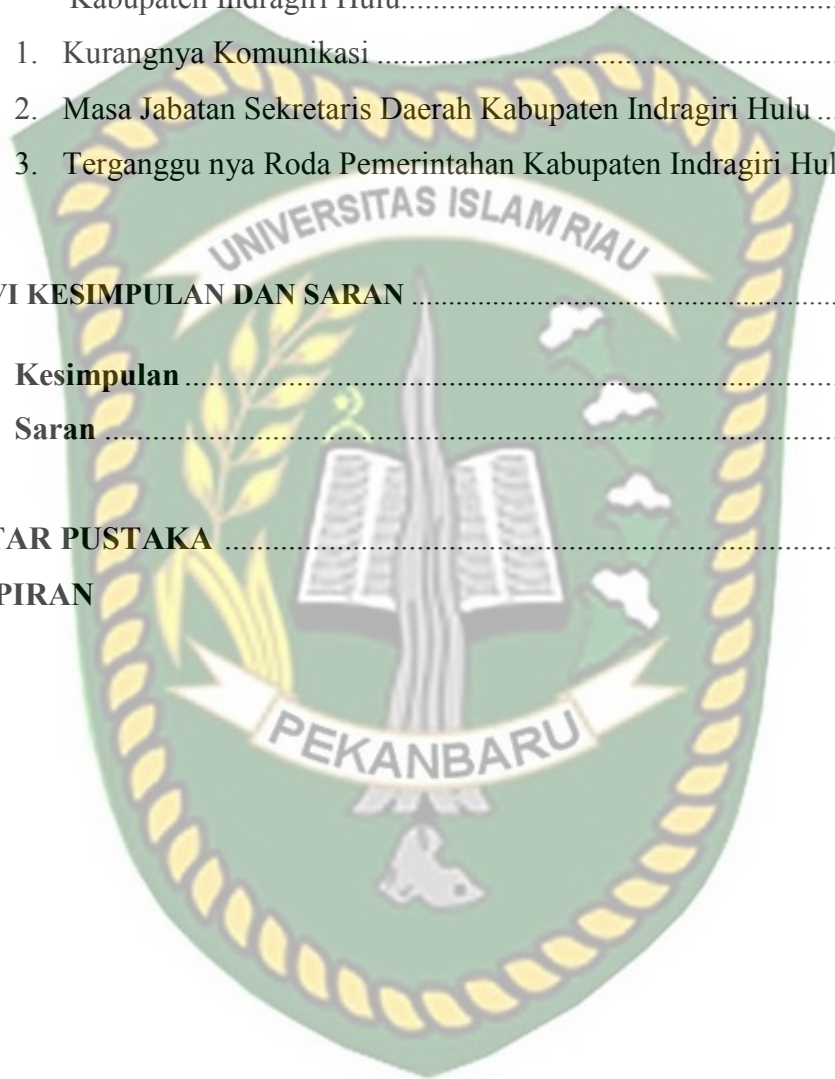 Kabupaten Indragiri Hulu....................................................
1. Kurangnya Komunikasi ........................................................
2. Masa Jabatan Sekretaris Daerah Kabupaten Indragiri Hulu ...
3. Terganggu nya Roda Pemerintahan Kabupaten Indragiri Hul
UNIVERSITAS ISLAM RIAU
VI KESIMPULAN DAN SARAN ....................................................
Kesimpulan ....................................................
Saran ....................................................
TAR PUSTAKA ....................................................
PIRAN
PEKANBARU